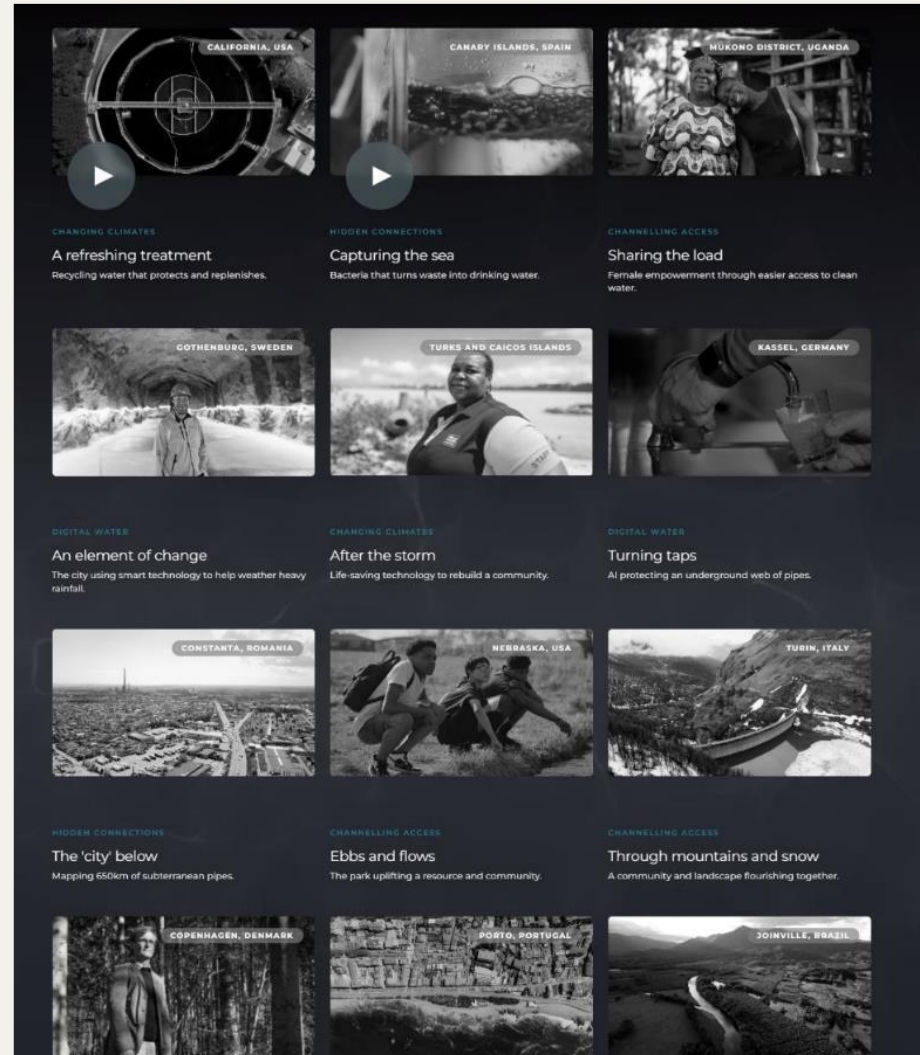 CALIFORNIA, USA
CANARY ISLANDS, SPAIN
MUKONO DISTRICT, UGANDA
CHANGING CLIMATES
A refreshing treatment
Recycling water that protects and replenishes.
HIDDEN CONNECTIONS
Capturing the sea
Bacteria that turns waste into drinking water.
CHANNELLING ACCESS
Sharing the load
Female empowerment through easier access to clean
water.
GOTHENBURG, SWEDEN
TURKS AND CAICOS ISLANDS
STAFF
KASSEL, GERMANY
DIGITAL WATER
An element of change
The city using smart technology to help weather heavy
rainfall.
CHANGING CLIMATES
After the storm
Life-saving technology to rebuild a community.
DIGITAL WATER
Turning taps
AI protecting an underground web of pipes.
CONSTANTA, ROMANIA
NEBRASKA, USA
TURIN, ITALY
HIDDEN CONNECTIONS
The 'city' below
Mapping 650km of subterranean pipes.
CHANNELLING ACCESS
Ebbs and flows
The park uplifting a resource and community.
CHANNELLING ACCESS
Through mountains and snow
A community and landscape flourishing together.
COPENHAGEN, DENMARK
PORTO, PORTUGAL
JOINVILLE, BRAZIL